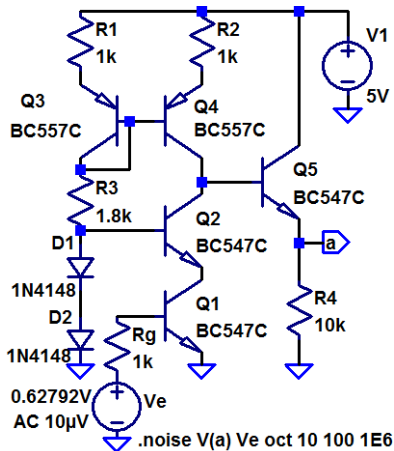 R1
1k
R2
1k
V1
5V
Q3
BC557C
Q4
BC557C
Q5
BC547C
R3
1.8k
Q2
BC547C
a
D1
1N4148
D2
1N4148
Q1
BC547C
R4
10k
Rg
1k
0.62792V
AC 10µV
Ve
.noise V(a) Ve oct 10 100 1E6